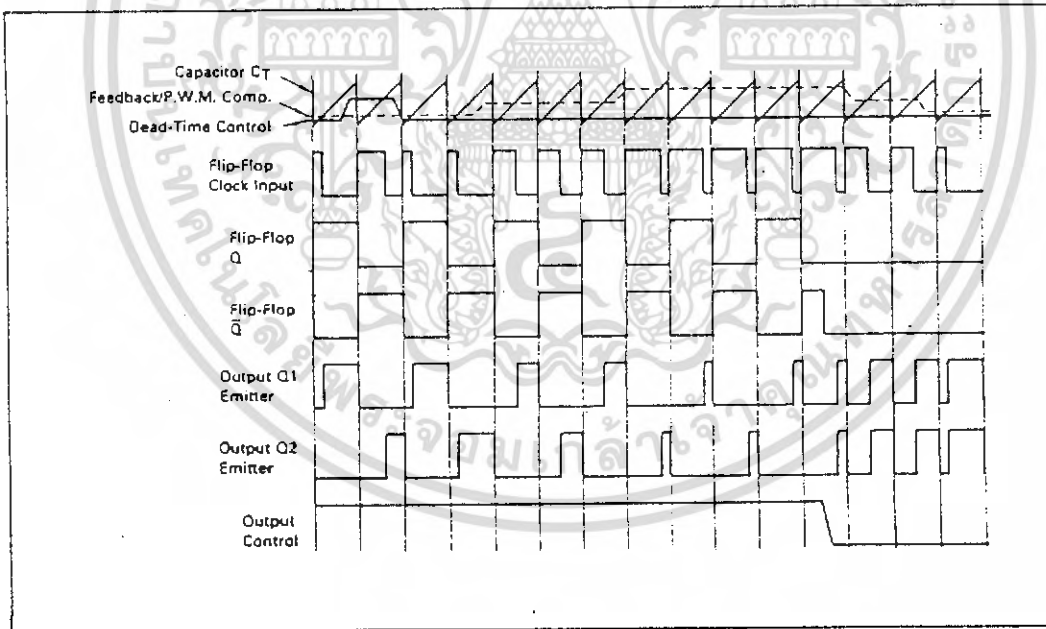 Capacitor CT
Feedback/P.W.M. Comp.
Dead-Time Control
Flip-Flop
Clock Input
Flip-Flop
Q
Flip-Flop
Q̅
Output Q1
Emitter
Output Q2
Emitter
Output
Control